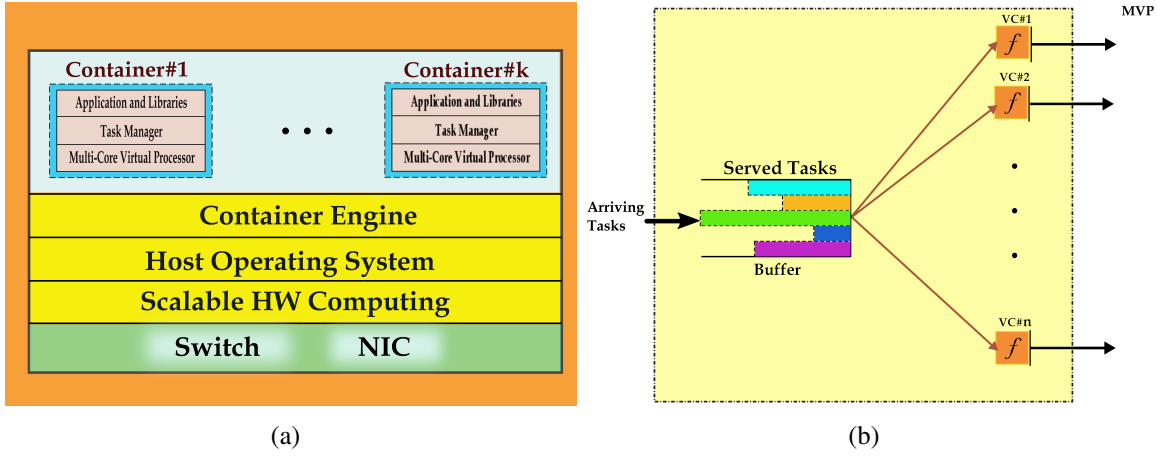 Container#1
Application and Libraries
Task Manager
Multi-Core Virtual Processor
• • •
Container#k
Application and Libraries
Task Manager
Multi-Core Virtual Processor
Container Engine
Host Operating System
Scalable HW Computing
Switch
NIC
(a)
MVP
VC#1
f
VC#2
f
Served Tasks
Arriving
Tasks
Buffer
VC#n
f
(b)